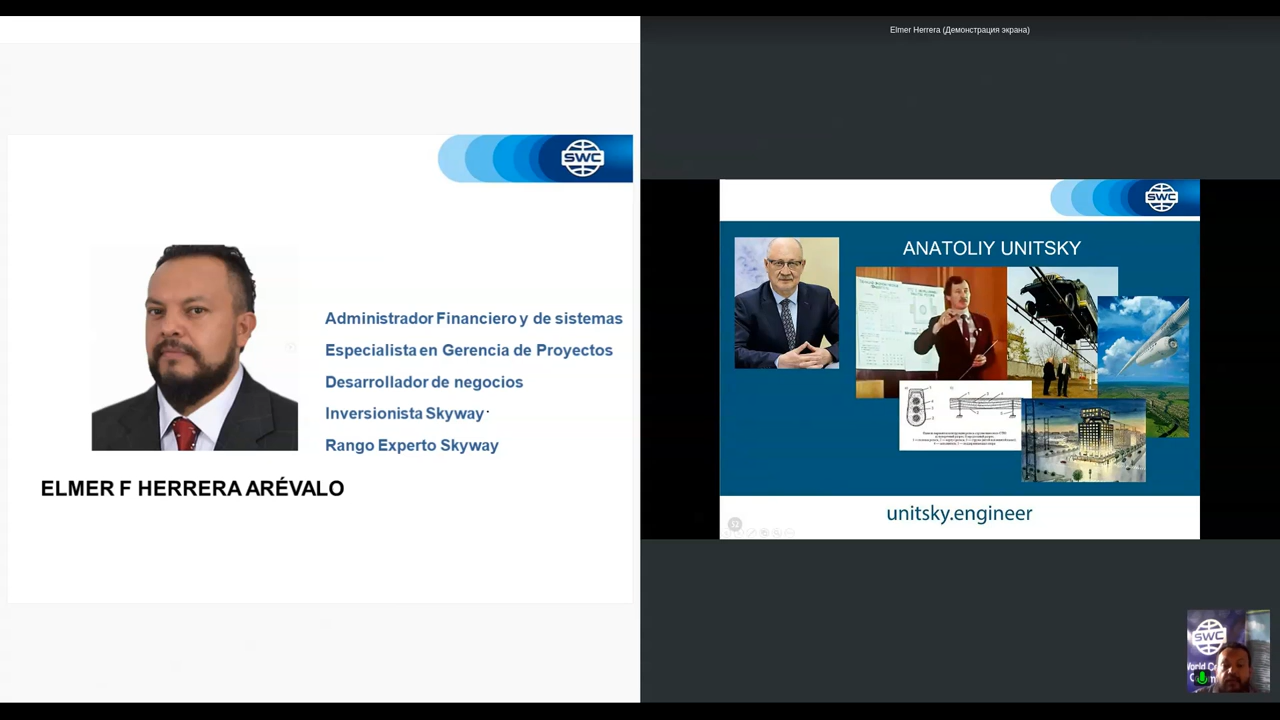 SWC
Administrador Financiero y de sistemas
Especialista en Gerencia de Proyectos
Desarrollador de negocios
Inversionista Skyway
Rango Experto Skyway
ELMER F HERRERA ARÉVALO
Elmer Herrera (Демонстрация экрана)
SWC
ANATOLIY UNITSKY
unitsky.engineer
32
SWC